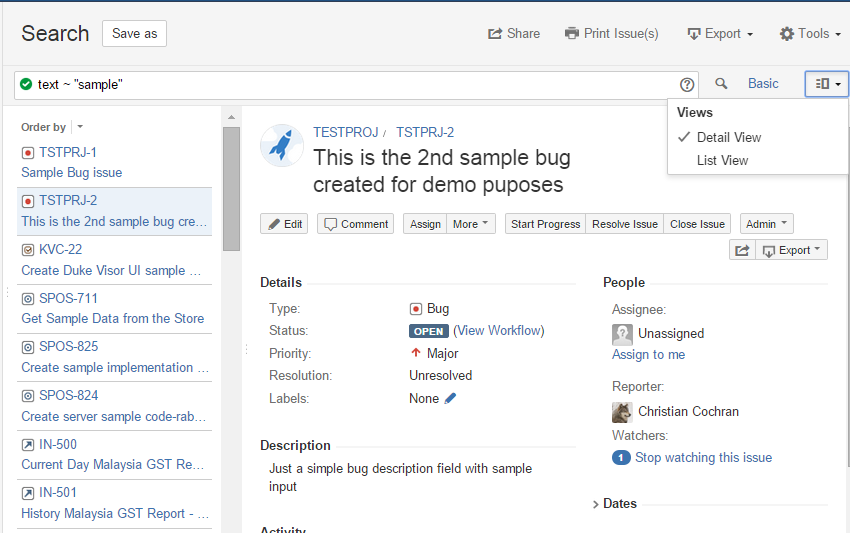 Search Save as Share Print Issue(s) Export Tools
text ~ "sample" Basic
Views
Detail View
List View
Order by
TSTPRJ-1
Sample Bug issue
TSTPRJ-2
This is the 2nd sample bug cre...
KVC-22
Create Duke Visor UI sample ...
SPOS-711
Get Sample Data from the Store
SPOS-825
Create sample implementation ...
SPOS-824
Create server sample code-rab...
IN-500
Current Day Malaysia GST Re...
IN-501
History Malaysia GST Report - ...
TESTPROJ / TSTPRJ-2
This is the 2nd sample bug
created for demo puposes
Edit Comment Assign More Start Progress Resolve Issue Close Issue Admin
Export
Details
Type: Bug
Status: OPEN (View Workflow)
Priority: Major
Resolution: Unresolved
Labels: None
Description
Just a simple bug description field with sample
input
Activity
People
Assignee:
Unassigned
Assign to me
Reporter:
Christian Cochran
Watchers:
1 Stop watching this issue
Dates